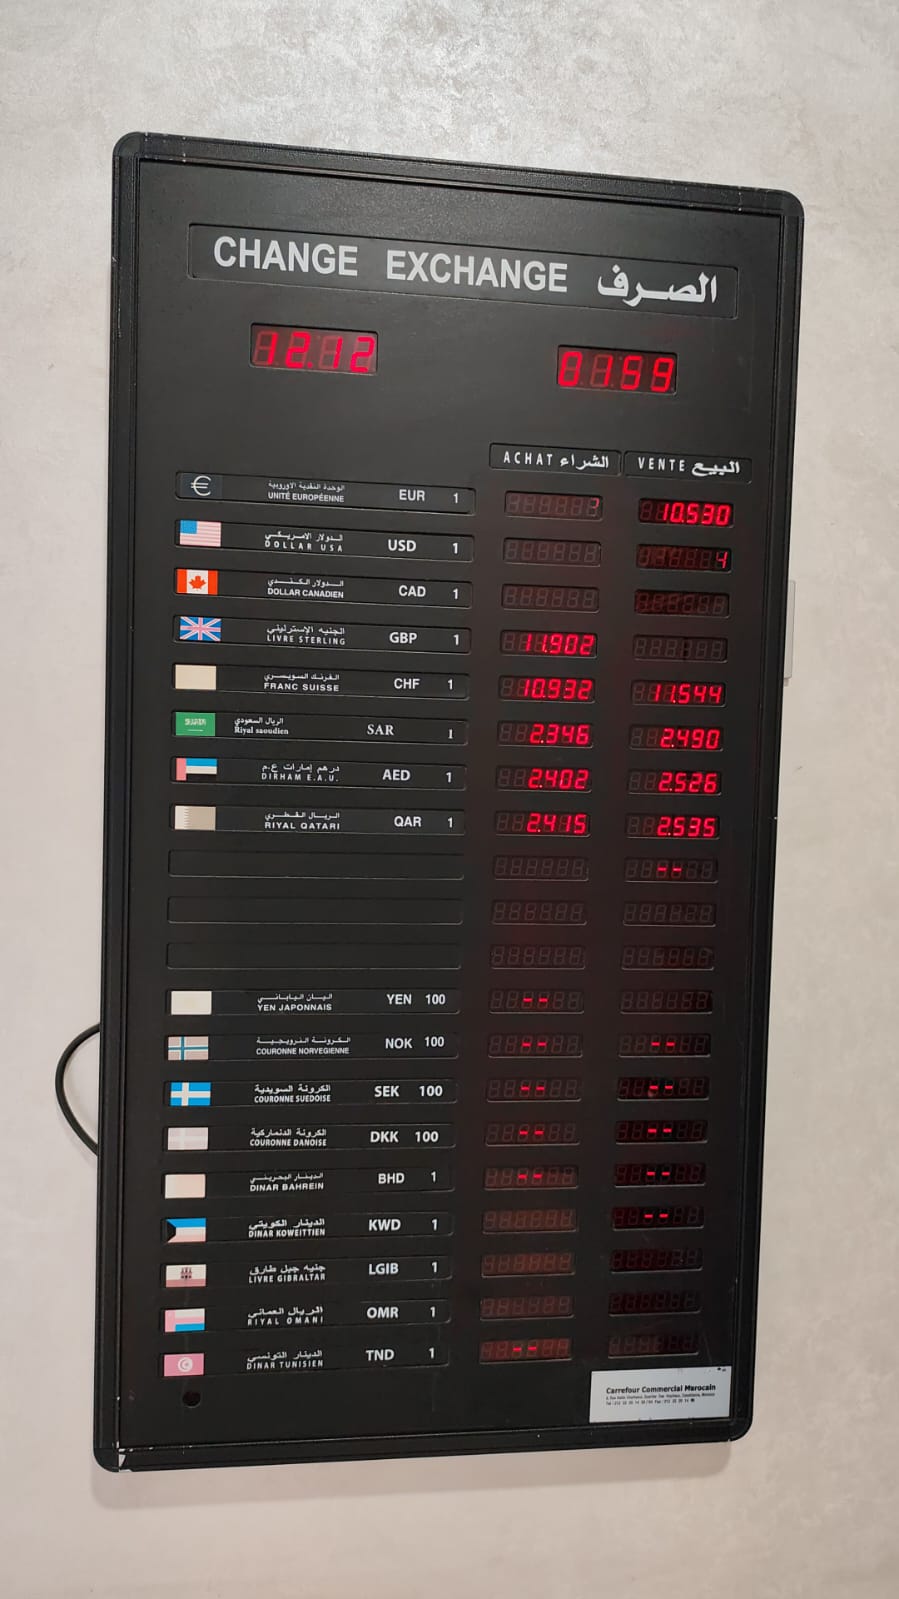 CHANGE EXCHANGE الصرف
12.12 01:59
ACHAT الشراء VENTE البيع
€ الوحدة النقدية الاوروبية
UNITÉ EUROPÉENNE EUR 1 10.530
الدولار الامريكي
DOLLAR USA USD 1
الدولار الكندي
DOLLAR CANADIEN CAD 1
الجنيه الإسترليني
LIVRE STERLING GBP 1 11.902
الفرنك السويسري
FRANC SUISSE CHF 1 10.932 11.544
الريال السعودي
Riyal saoudien SAR 1 2.346 2.490
درهم إمارات ع.م
DIRHAM E.A.U. AED 1 2.402 2.526
الريال القطري
RIYAL QATARI QAR 1 2.415 2.535
--
اليان الياباني
YEN JAPONNAIS YEN 100 --
الكرونة النرويجية
COURONNE NORVEGIENNE NOK 100 -- --
الكرونة السويدية
COURONNE SUEDOISE SEK 100 -- --
الكرونة الدنماركية
COURONNE DANOISE DKK 100 -- --
الدينار البحريني
DINAR BAHREIN BHD 1 -- --
الدينار الكويتي
DINAR KOWEITTIEN KWD 1 --
جنيه جبل طارق
LIVRE GIBRALTAR LGIB 1
الريال العماني
RIYAL OMANI OMR 1
الدينار التونسي
DINAR TUNISIEN TND 1 --
Carrefour Commercial Marocain